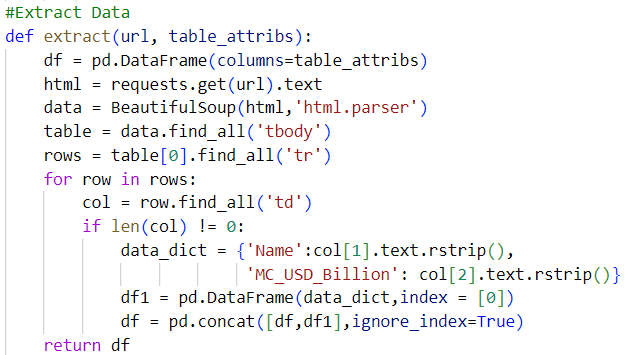 #Extract Data
def extract(url, table_attribs):
    df = pd.DataFrame(columns=table_attribs)
    html = requests.get(url).text
    data = BeautifulSoup(html,'html.parser')
    table = data.find_all('tbody')
    rows = table[0].find_all('tr')
    for row in rows:
        col = row.find_all('td')
        if len(col) != 0:
            data_dict = {'Name':col[1].text.rstrip(),
                         'MC_USD_Billion': col[2].text.rstrip()}
            df1 = pd.DataFrame(data_dict,index = [0])
            df = pd.concat([df,df1],ignore_index=True)
    return df